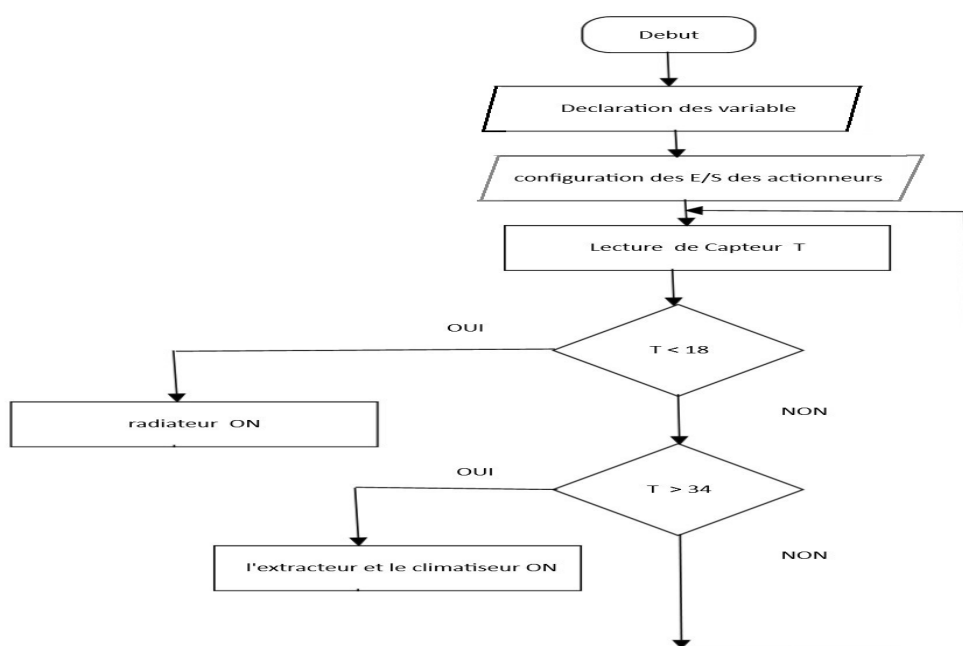 Debut
Declaration des variable
configuration des E/S des actionneurs
Lecture de Capteur T
OUI
T < 18
radiateur ON
NON
OUI
T > 34
l'extracteur et le climatiseur ON
NON